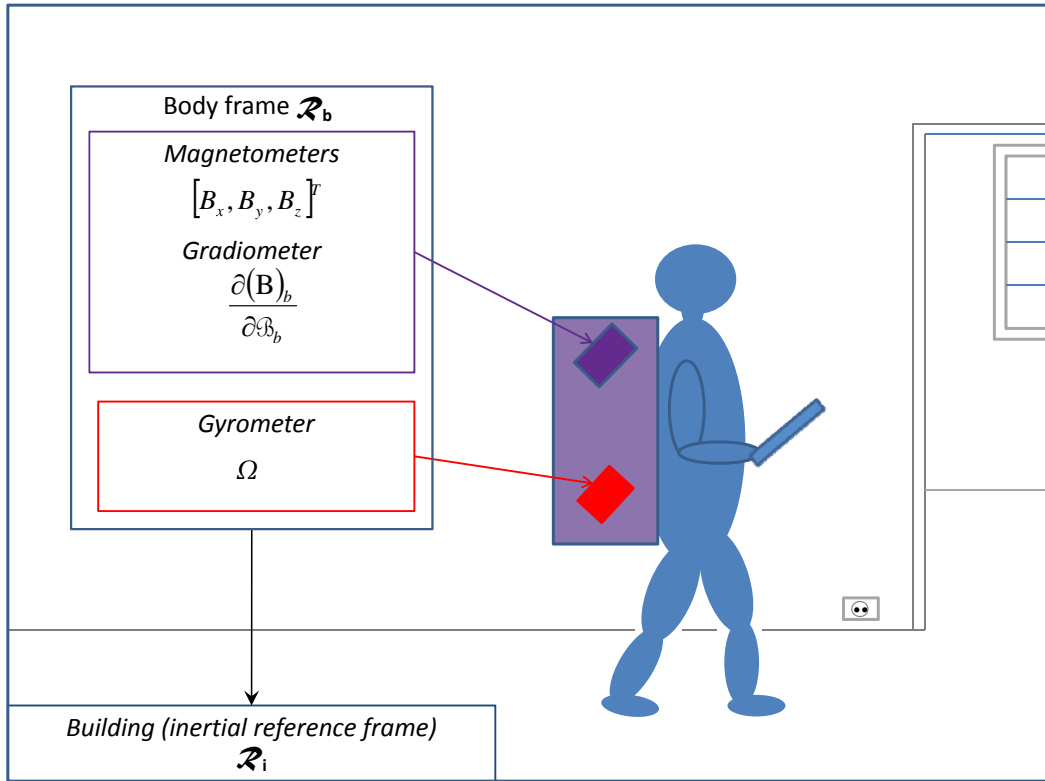 Body frame 𝓡b
Magnetometers
[Bx, By, Bz]T
Gradiometer
∂(B)b
∂ℬb
Gyrometer
Ω
Building (inertial reference frame)
𝓡i